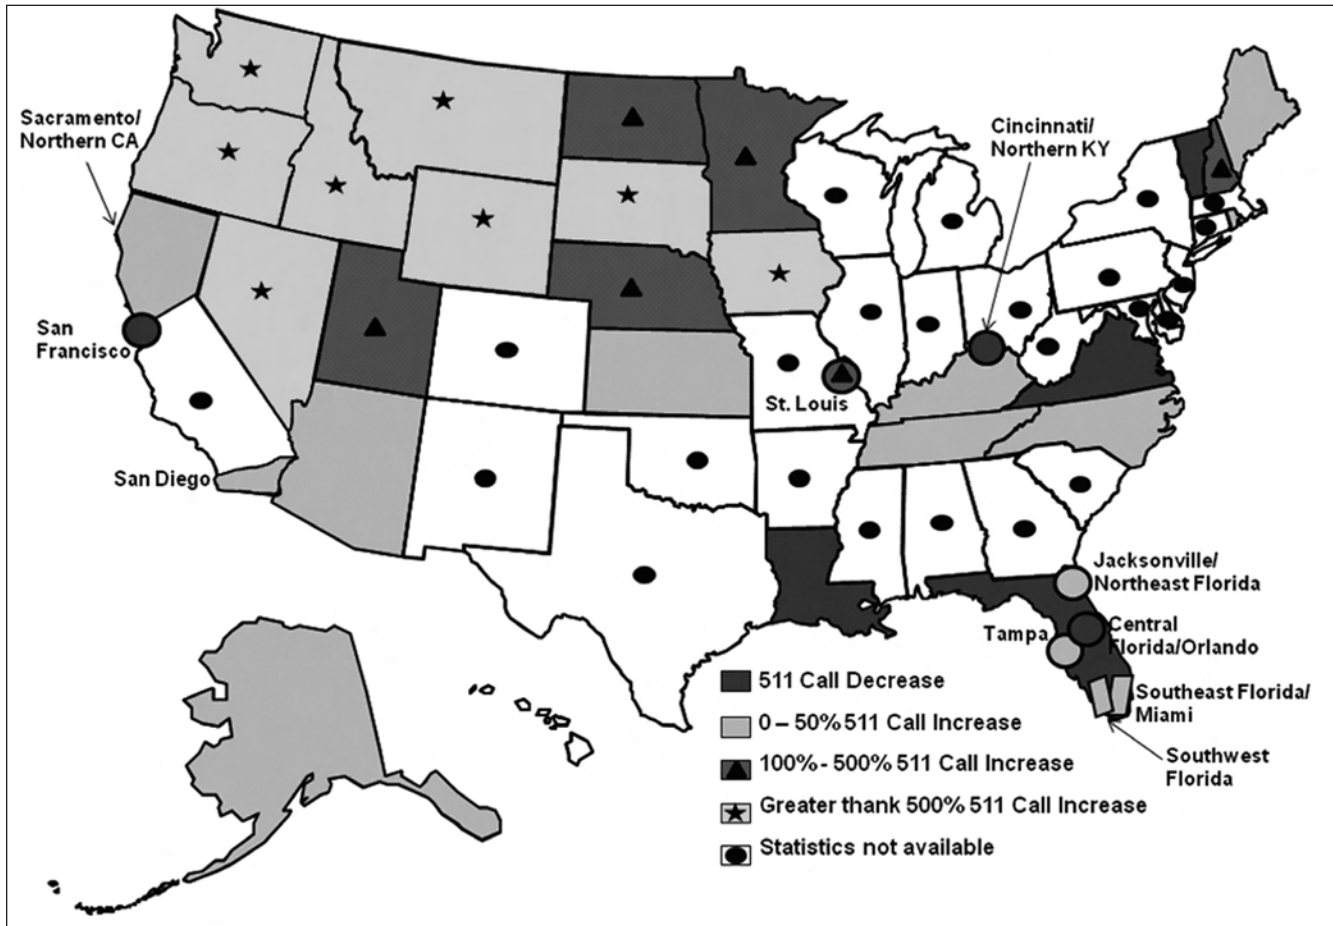 Sacramento/
Northern CA
Cincinnati/
Northern KY
San
Francisco
St. Louis
San Diego
Jacksonville/
Northeast Florida
Tampa
Central
Florida/Orlando
Southeast Florida/
Miami
Southwest
Florida
511 Call Decrease
0 – 50% 511 Call Increase
100%- 500% 511 Call Increase
Greater thank 500% 511 Call Increase
Statistics not available